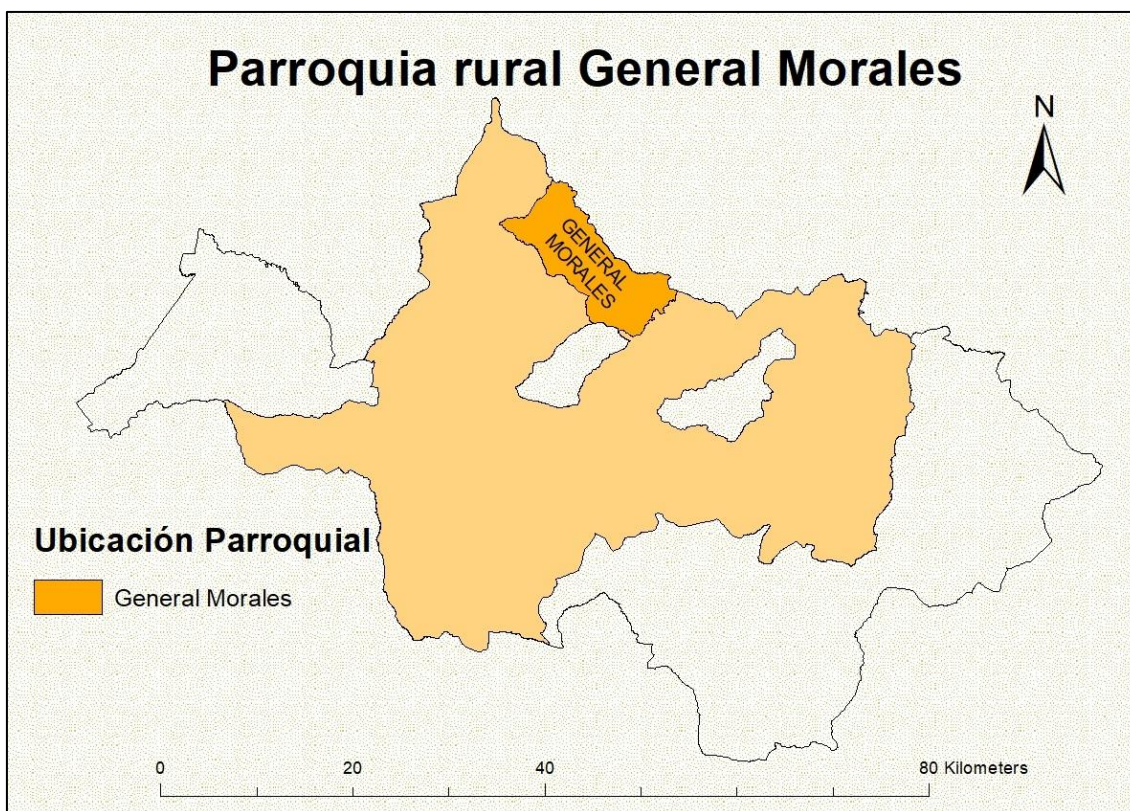 Parroquia rural General Morales
N
GENERAL
MORALES
Ubicación Parroquial
General Morales
0 20 40 80 Kilometers